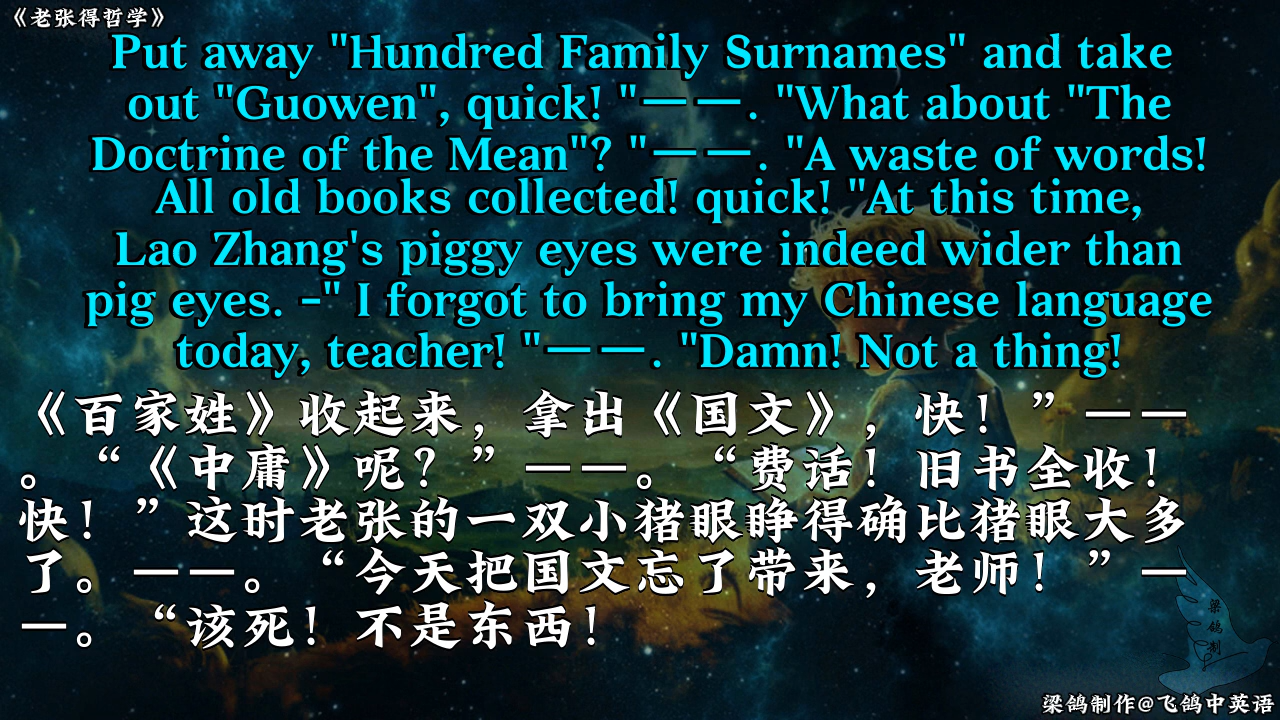 《老张得哲学》
Put away "Hundred Family Surnames" and take
out "Guowen", quick! "——. "What about "The
Doctrine of the Mean"? "——. "A waste of words!
All old books collected! quick! "At this time,
Lao Zhang's piggy eyes were indeed wider than
pig eyes. -" I forgot to bring my Chinese language
today, teacher! "——. "Damn! Not a thing!
《百家姓》收起来，拿出《国文》，快！”——
。“《中庸》呢？”——。“费话！旧书全收！
快！”这时老张的一双小猪眼睁得确比猪眼大多
了。——。“今天把国文忘了带来，老师！”—
—。“该死！不是东西！
梁鸽制
梁鸽制作@飞鸽中英语